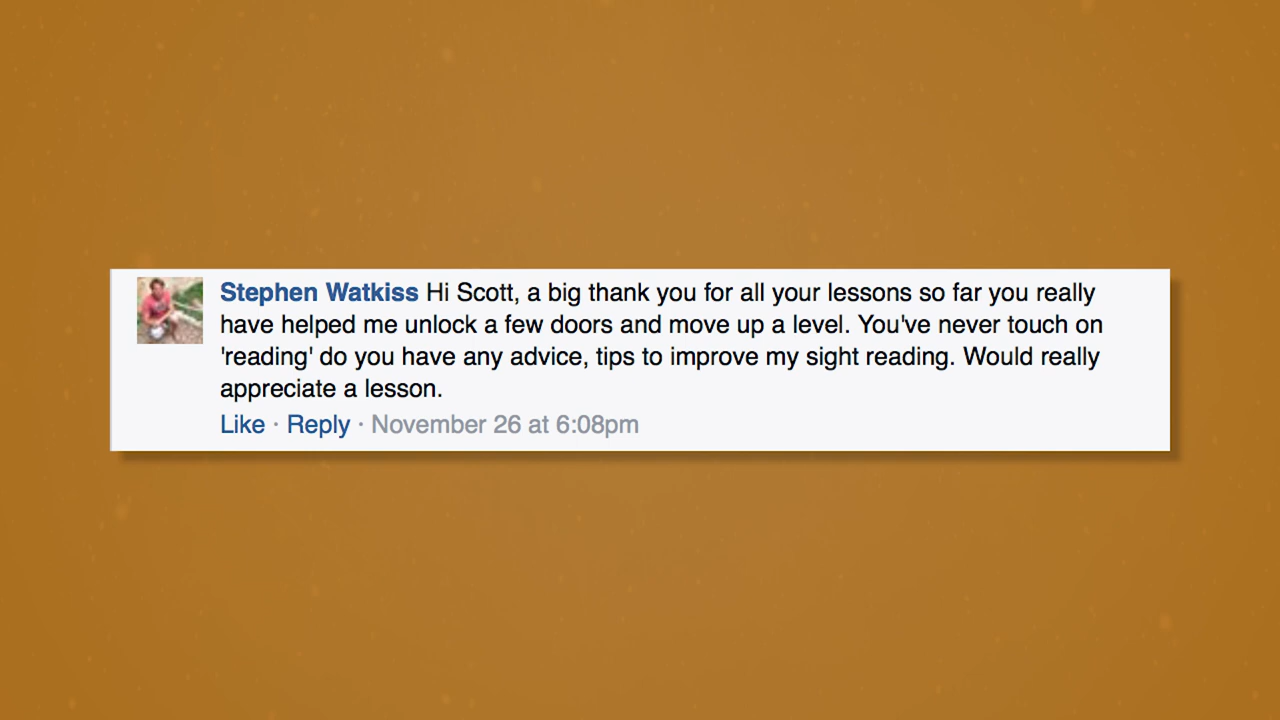 Stephen Watkiss Hi Scott, a big thank you for all your lessons so far you really
have helped me unlock a few doors and move up a level. You've never touch on
'reading' do you have any advice, tips to improve my sight reading. Would really
appreciate a lesson.
Like · Reply · November 26 at 6:08pm